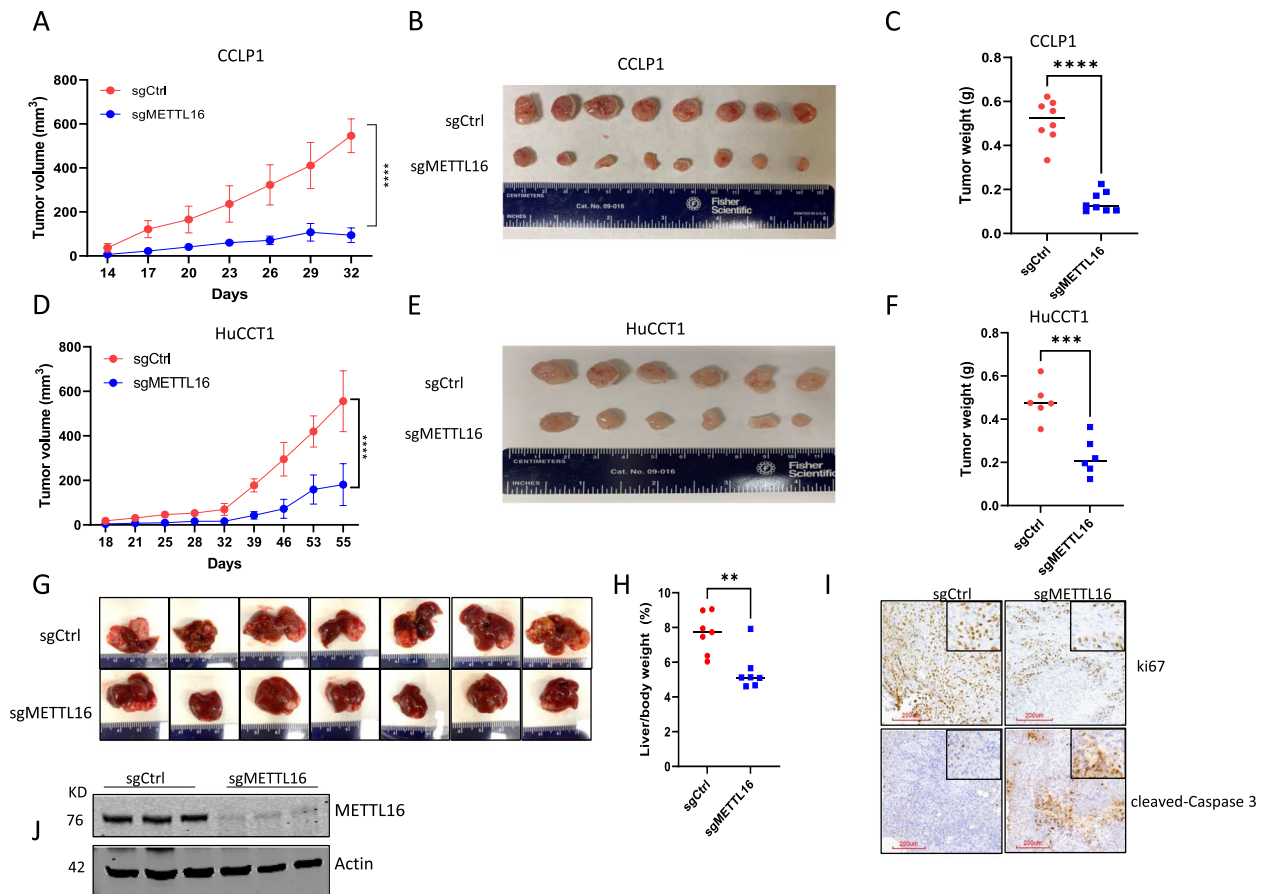 A
CCLP1
Tumor volume (mm3)
800
600
400
200
0
sgCtrl
sgMETTL16
****
14 17 20 23 26 29 32
Days
B
CCLP1
sgCtrl
sgMETTL16
CENTIMETERS
INCHES
Cat. No. 09-016
Fisher
Scientific
PRINTED IN U.S.A.
C
CCLP1
Tumor weight (g)
0.8
0.6
0.4
0.2
0.0
****
sgCtrl
sgMETTL16
D
HuCCT1
Tumor volume (mm3)
800
600
400
200
0
sgCtrl
sgMETTL16
****
18 21 25 28 32 39 46 53 55
Days
E
HuCCT1
sgCtrl
sgMETTL16
CENTIMETERS
INCHES
Cat. No. 09-016
Fisher
Scientific
F
HuCCT1
Tumor weight (g)
0.8
0.6
0.4
0.2
0.0
***
sgCtrl
sgMETTL16
G
sgCtrl
sgMETTL16
H
Liver/body weight (%)
10
8
6
4
2
0
**
sgCtrl
sgMETTL16
I
sgCtrl sgMETTL16
ki67
200um 200um
cleaved-Caspase 3
200um 200um
J
sgCtrl sgMETTL16
KD
76
METTL16
42
Actin